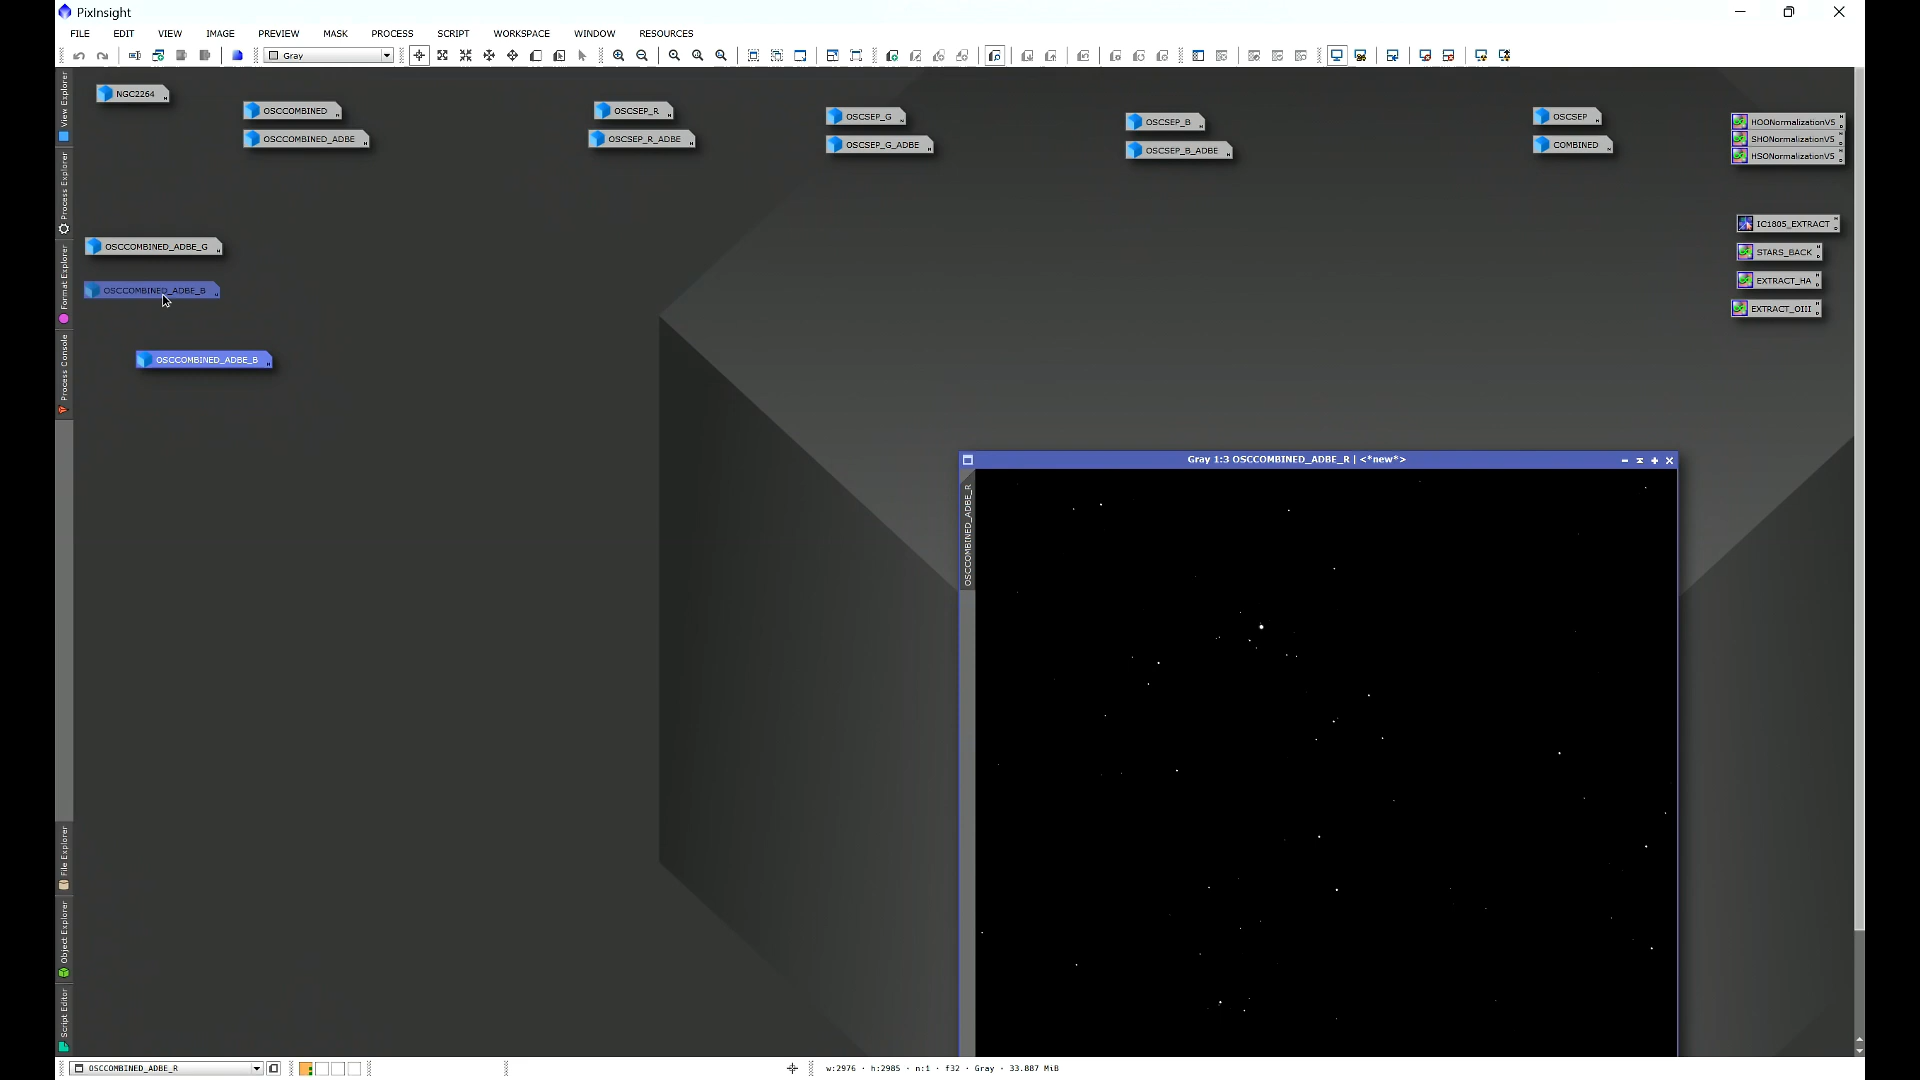 PixInsight
FILE EDIT VIEW IMAGE PREVIEW MASK PROCESS SCRIPT WORKSPACE WINDOW RESOURCES
Gray
View Explorer
Process Explorer
Format Explorer
Process Console
File Explorer
Object Explorer
Script Editor
NGC2264
OSCCOMBINED
OSCCOMBINED_ADBE
OSCSEP_R
OSCSEP_R_ADBE
OSCSEP_G
OSCSEP_G_ADBE
OSCSEP_B
OSCSEP_B_ADBE
OSCSEP
COMBINED
HOONormalizationV5
SHONormalizationV5
HSONormalizationV5
IC1805_EXTRACT
STARS_BACK
EXTRACT_HA
EXTRACT_OIII
OSCCOMBINED_ADBE_G
OSCCOMBINED_ADBE_B
OSCCOMBINED_ADBE_B
Gray 1:3 OSCCOMBINED_ADBE_R | <*new*>
OSCCOMBINED_ADBE_R
OSCCOMBINED_ADBE_R
w:2976 · h:2985 · n:1 · f32 · Gray · 33.887 MiB